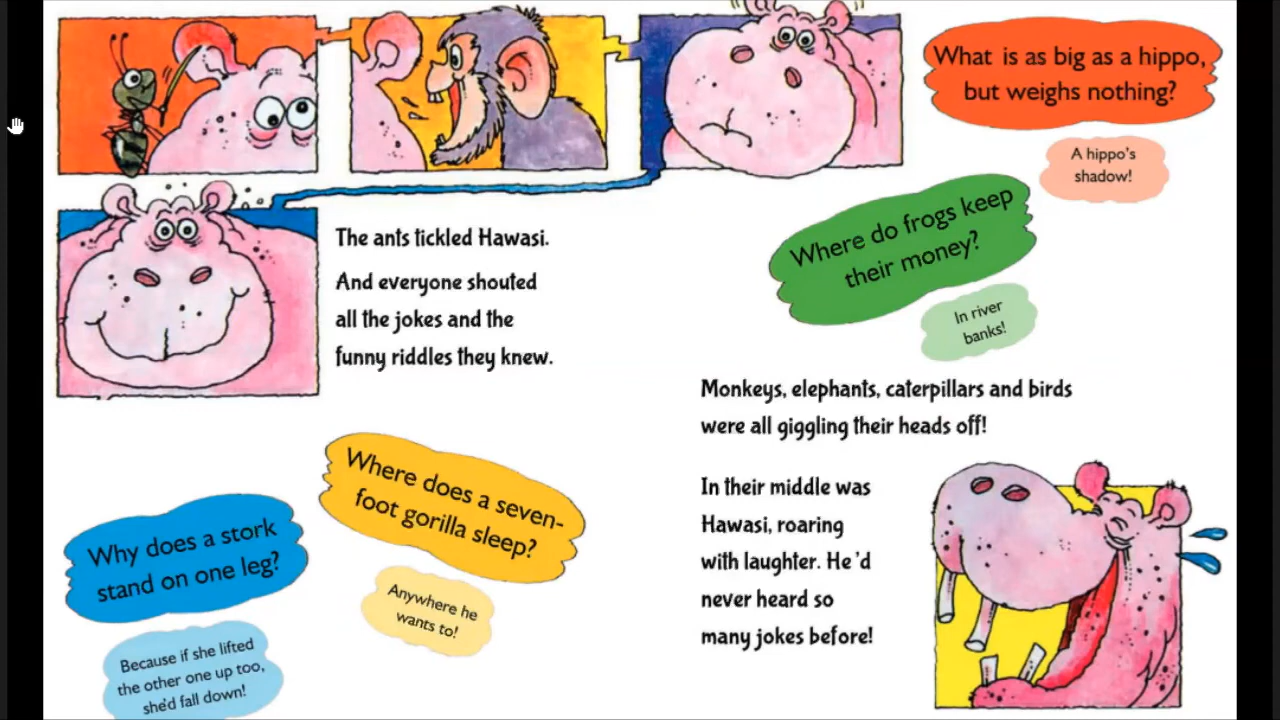 The ants tickled Hawasi.
And everyone shouted
all the jokes and the
funny riddles they knew.
Why does a stork
stand on one leg?
Because if she lifted
the other one up too,
she'd fall down!
Where does a seven-
foot gorilla sleep?
Anywhere he
wants to!
What is as big as a hippo,
but weighs nothing?
A hippo's
shadow!
Where do frogs keep
their money?
In river
banks!
Monkeys, elephants, caterpillars and birds
were all giggling their heads off!
In their middle was
Hawasi, roaring
with laughter. He'd
never heard so
many jokes before!